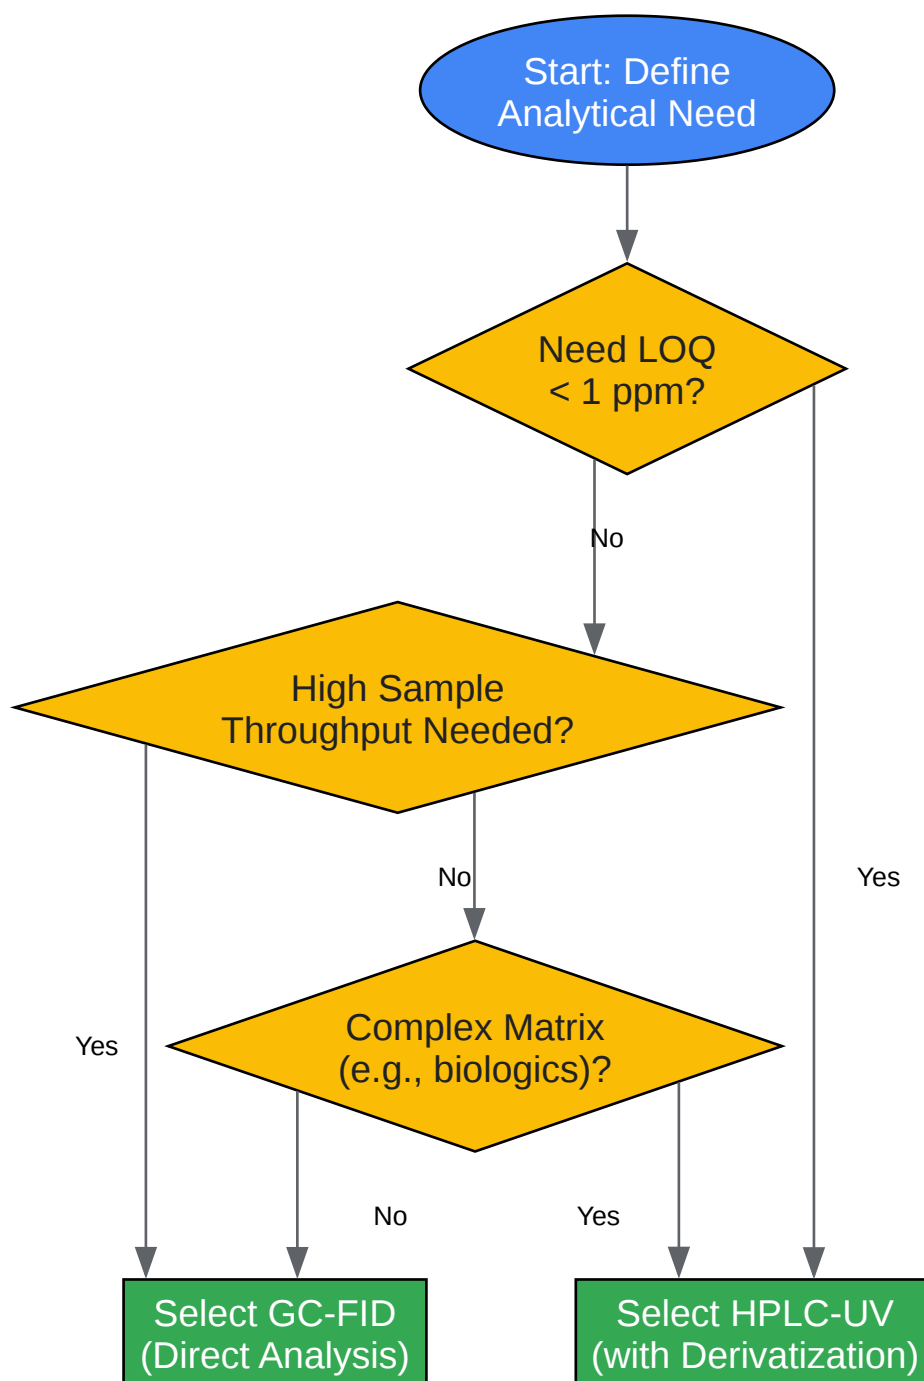 Start: Define
Analytical Need
Need LOQ
< 1 ppm?
No
High Sample
Throughput Needed?
No
Yes
Complex Matrix
(e.g., biologics)?
Yes
No
Yes
Select GC-FID
(Direct Analysis)
Select HPLC-UV
(with Derivatization)